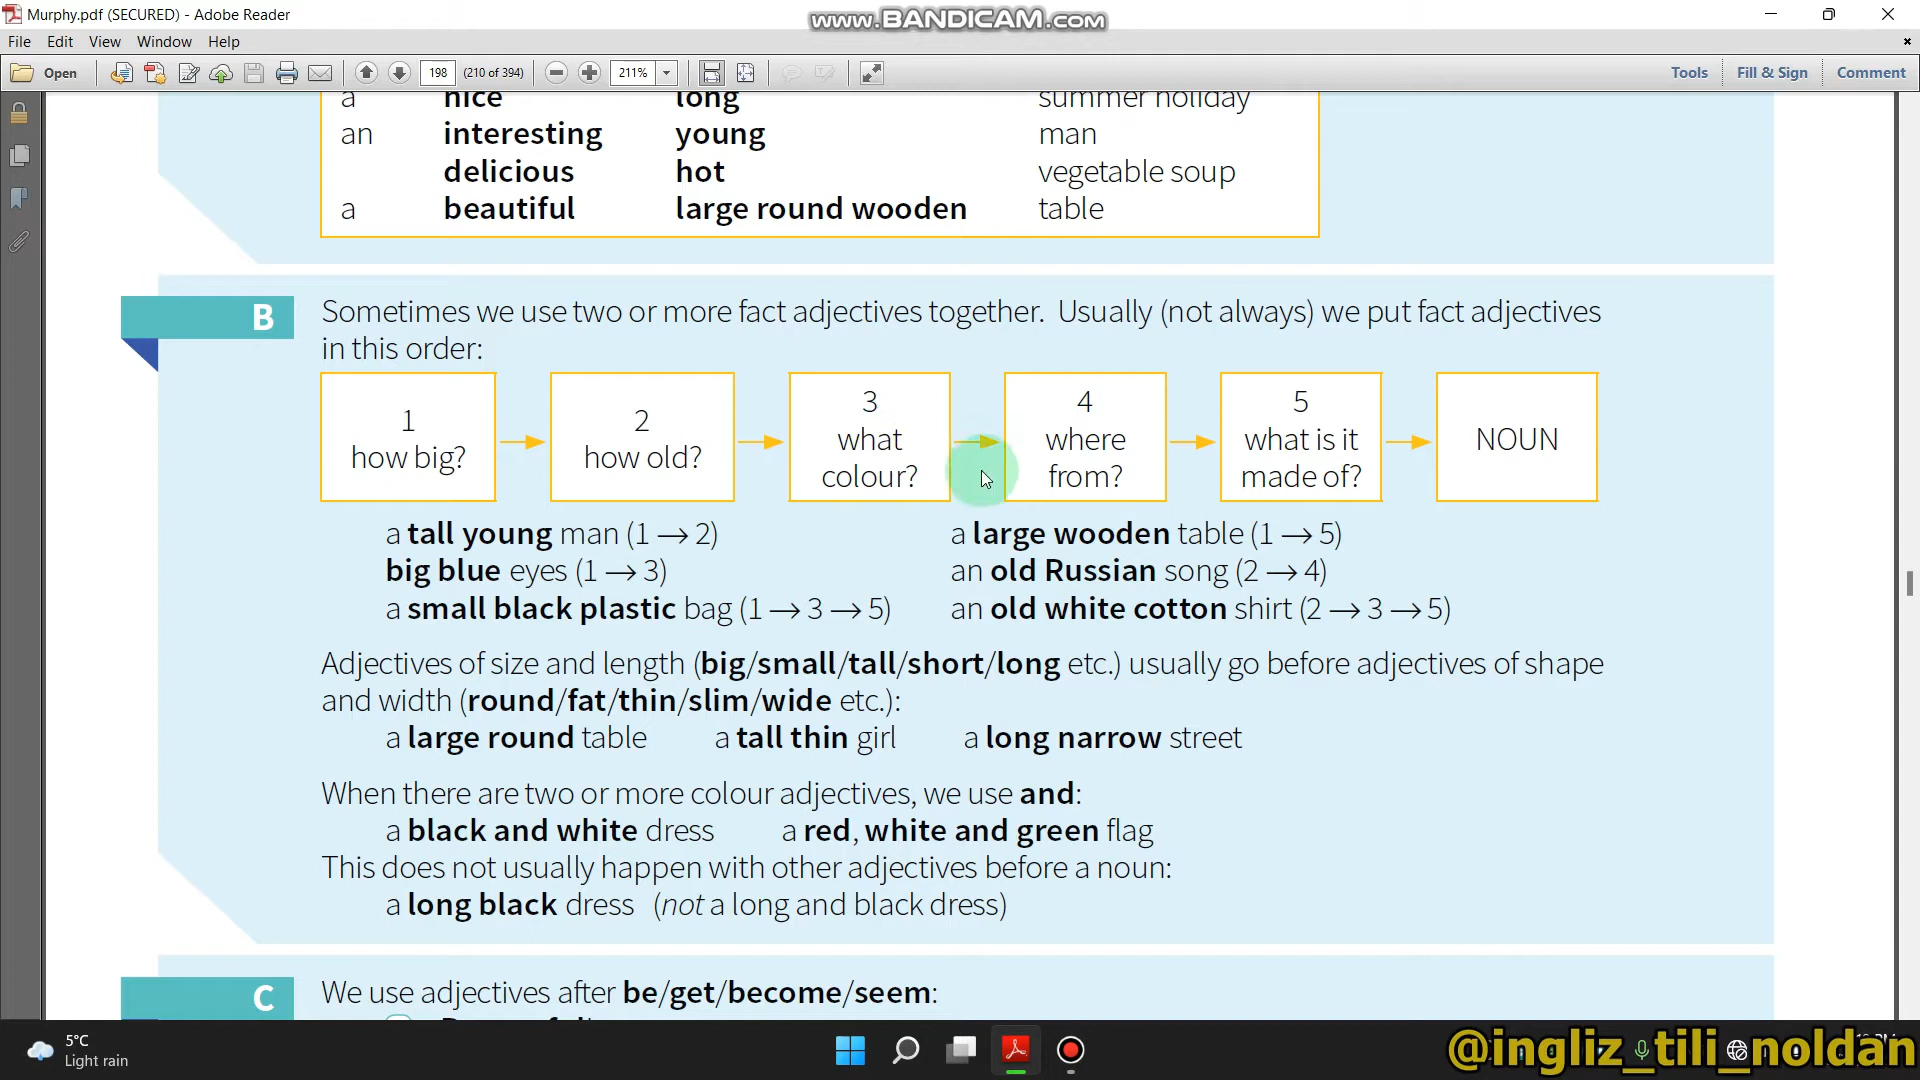 Murphy.pdf (SECURED) - Adobe Reader
www.BANDICAM.com
File Edit View Window Help
Open 198 (210 of 394) 211% Tools Fill & Sign Comment
a nice long summer holiday
an interesting young man
delicious hot vegetable soup
a beautiful large round wooden table
B Sometimes we use two or more fact adjectives together. Usually (not always) we put fact adjectives
in this order:
1
how big?
2
how old?
3
what
colour?
4
where
from?
5
what is it
made of?
NOUN
a tall young man (1 → 2) a large wooden table (1 → 5)
big blue eyes (1 → 3) an old Russian song (2 → 4)
a small black plastic bag (1 → 3 → 5) an old white cotton shirt (2 → 3 → 5)
Adjectives of size and length (big/small/tall/short/long etc.) usually go before adjectives of shape
and width (round/fat/thin/slim/wide etc.):
a large round table a tall thin girl a long narrow street
When there are two or more colour adjectives, we use and:
a black and white dress a red, white and green flag
This does not usually happen with other adjectives before a noun:
a long black dress (not a long and black dress)
C We use adjectives after be/get/become/seem:
5°C
Light rain
@ingliz_tili_noldan